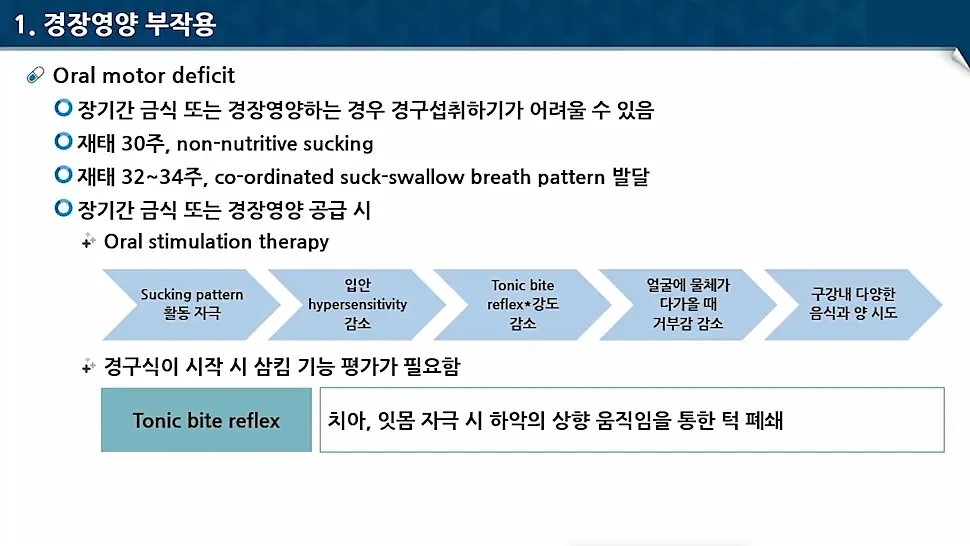 1. 경장영양 부작용
Oral motor deficit
장기간 금식 또는 경장영양하는 경우 경구섭취하기가 어려울 수 있음
재태 30주, non-nutritive sucking
재태 32~34주, co-ordinated suck-swallow breath pattern 발달
장기간 금식 또는 경장영양 공급 시
Oral stimulation therapy
Sucking pattern
활동 자극
입안
hypersensitivity
감소
Tonic bite
reflex*강도
감소
얼굴에 물체가
다가올 때
거부감 감소
구강내 다양한
음식과 양 시도
경구식이 시작 시 삼킴 기능 평가가 필요함
Tonic bite reflex
치아, 잇몸 자극 시 하악의 상향 움직임을 통한 턱 폐쇄